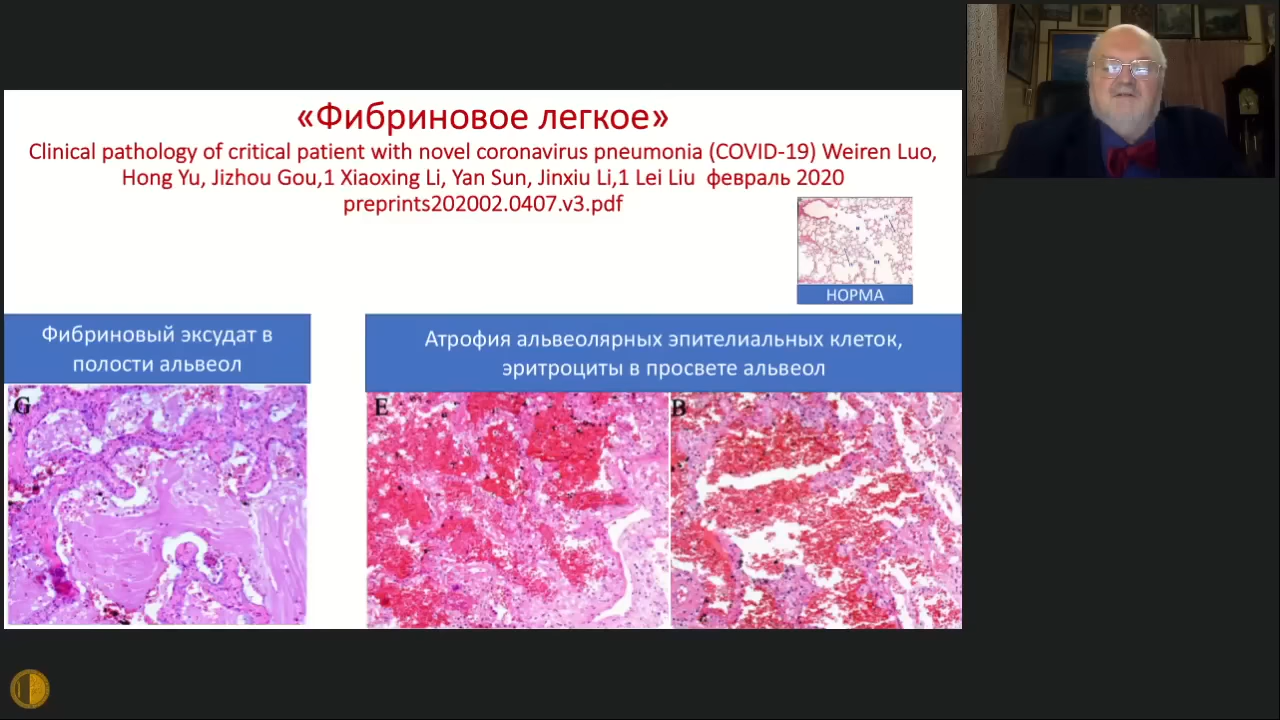 «Фибриновое легкое»
Clinical pathology of critical patient with novel coronavirus pneumonia (COVID-19) Weiren Luo,
Hong Yu, Jizhou Gou,1 Xiaoxing Li, Yan Sun, Jinxiu Li,1 Lei Liu февраль 2020
preprints202002.0407.v3.pdf
НОРМА
Фибриновый эксудат в
полости альвеол
Атрофия альвеолярных эпителиальных клеток,
эритроциты в просвете альвеол
G
E
B